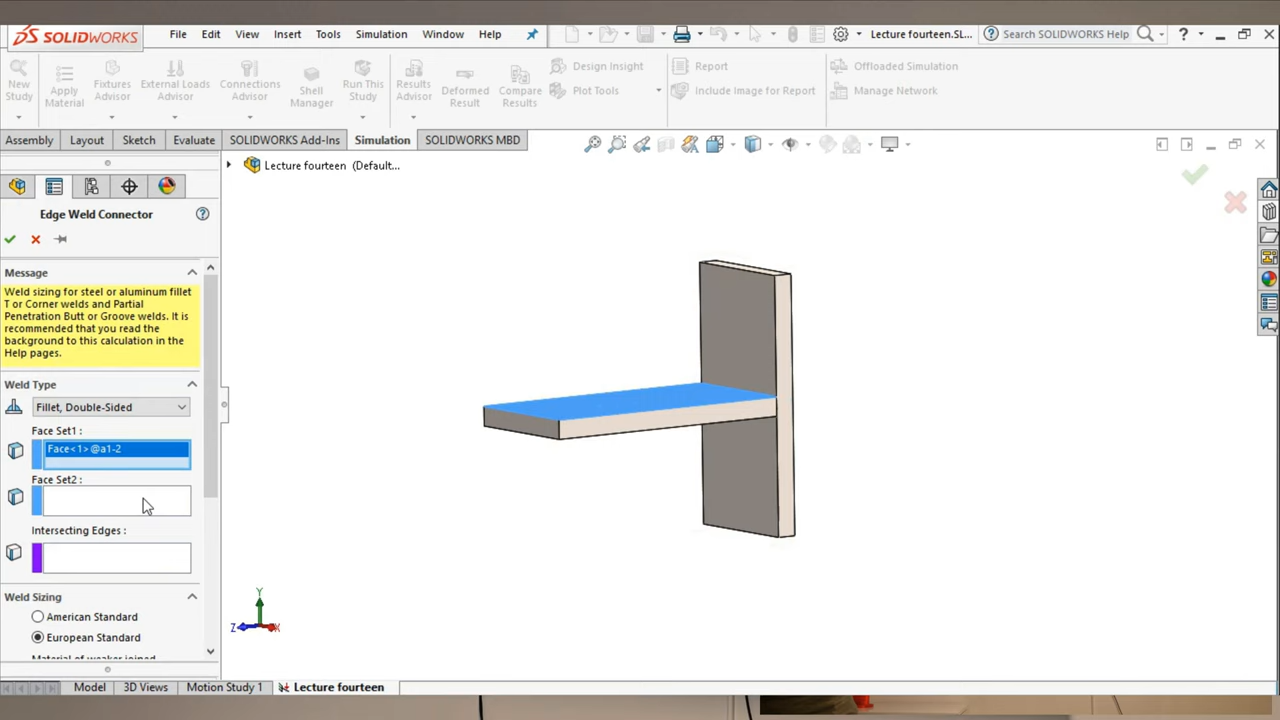 SOLIDWORKS File Edit View Insert Tools Simulation Window Help Lecture fourteen.SL... Search SOLIDWORKS Help ?
New Study
Apply Material
Fixtures Advisor
External Loads Advisor
Connections Advisor
Shell Manager
Run This Study
Results Advisor
Deformed Result
Compare Results
Design Insight
Plot Tools
Report
Include Image for Report
Offloaded Simulation
Manage Network
Assembly Layout Sketch Evaluate SOLIDWORKS Add-Ins Simulation SOLIDWORKS MBD
Lecture fourteen (Default...
Edge Weld Connector
?
Message
Weld sizing for steel or aluminum fillet
T or Corner welds and Partial
Penetration Butt or Groove welds. It is
recommended that you read the
background to this calculation in the
Help pages.
Weld Type
Fillet, Double-Sided
Face Set1 :
Face<1>@a1-2
Face Set2 :
Intersecting Edges :
Weld Sizing
American Standard
European Standard
Material of weaker joined
Y
Z X
Model 3D Views Motion Study 1 Lecture fourteen